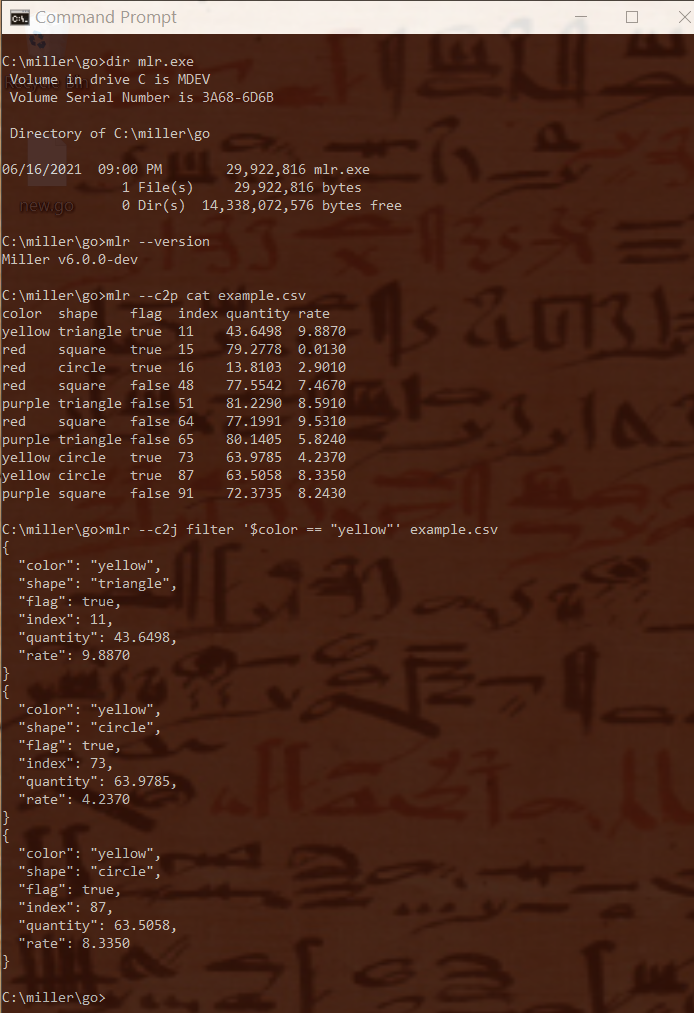 Command Prompt
C:\miller\go>dir mlr.exe
 Volume in drive C is MDEV
 Volume Serial Number is 3A68-6D6B
 Directory of C:\miller\go
06/16/2021  09:00 PM        29,922,816 mlr.exe
               1 File(s)     29,922,816 bytes
               0 Dir(s)  14,338,072,576 bytes free
new.go
C:\miller\go>mlr --version
Miller v6.0.0-dev
C:\miller\go>mlr --c2p cat example.csv
color  shape    flag  index quantity rate
yellow triangle true  11    43.6498  9.8870
red    square   true  15    79.2778  0.0130
red    circle   true  16    13.8103  2.9010
red    square   false 48    77.5542  7.4670
purple triangle false 51    81.2290  8.5910
red    square   false 64    77.1991  9.5310
purple triangle false 65    80.1405  5.8240
yellow circle   true  73    63.9785  4.2370
yellow circle   true  87    63.5058  8.3350
purple square   false 91    72.3735  8.2430
C:\miller\go>mlr --c2j filter '$color == "yellow"' example.csv
{
  "color": "yellow",
  "shape": "triangle",
  "flag": true,
  "index": 11,
  "quantity": 43.6498,
  "rate": 9.8870
}
{
  "color": "yellow",
  "shape": "circle",
  "flag": true,
  "index": 73,
  "quantity": 63.9785,
  "rate": 4.2370
}
{
  "color": "yellow",
  "shape": "circle",
  "flag": true,
  "index": 87,
  "quantity": 63.5058,
  "rate": 8.3350
}
C:\miller\go>